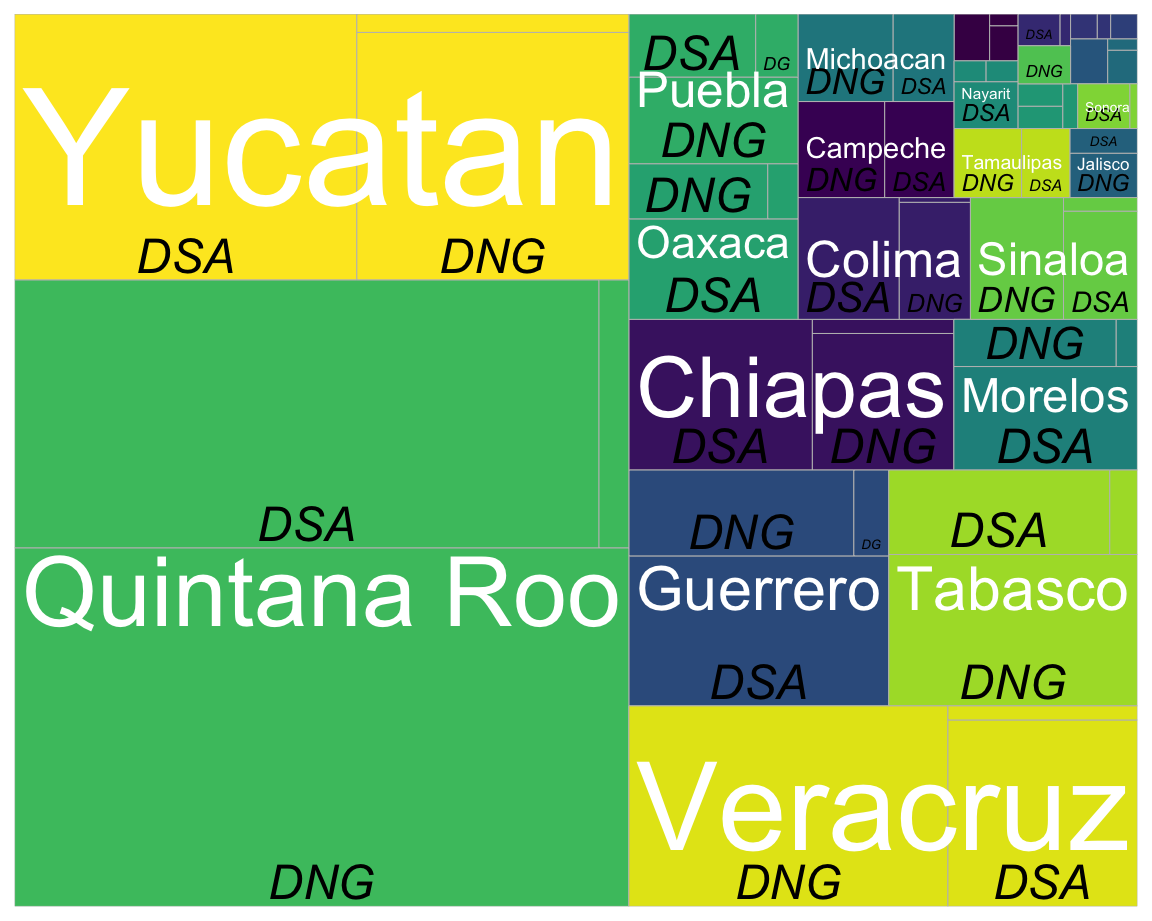 Yucatan
DSA
DNG
DSA
Quintana Roo
DNG
DSA
DG
Puebla
DNG
DNG
Oaxaca
DSA
Michoacan
DNG
DSA
Campeche
DNG
DSA
DSA
DNG
Nayarit
DSA
Sonora
DSA
Tamaulipas
DNG
DSA
DSA
Jalisco
DNG
Colima
DSA
DNG
Sinaloa
DNG
DSA
Chiapas
DSA
DNG
DNG
Morelos
DSA
DNG
DG
Guerrero
DSA
DSA
Tabasco
DNG
Veracruz
DNG
DSA